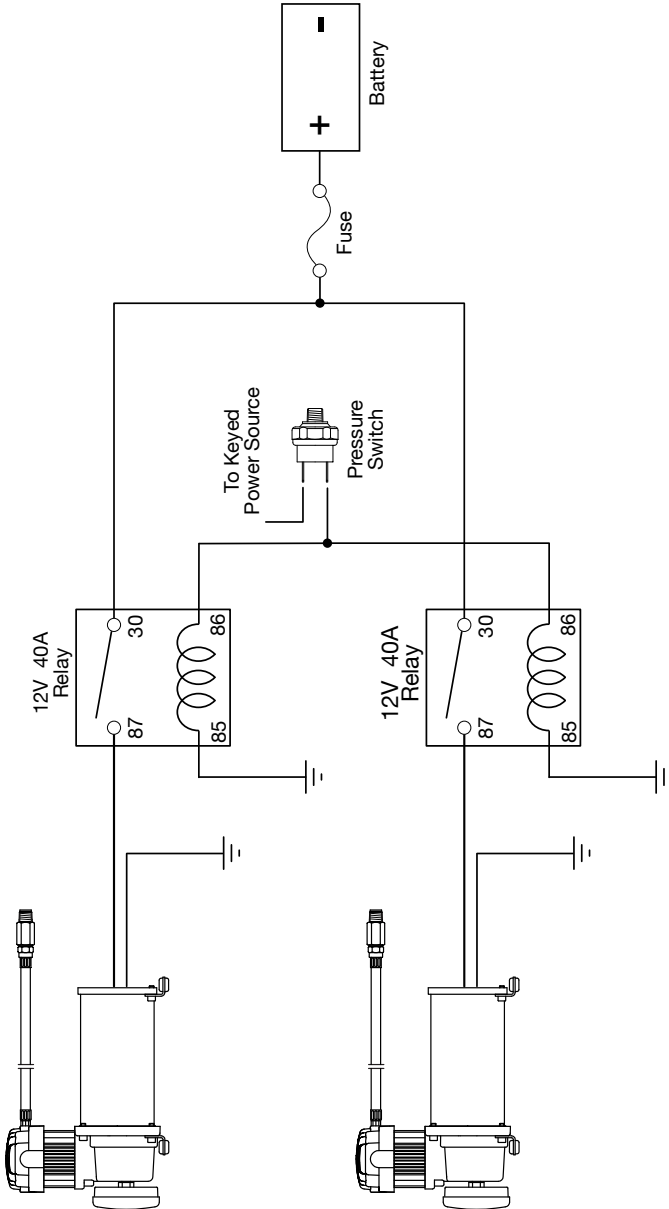 -
+
Battery
Fuse
To Keyed
Power Source
Pressure
Switch
12V 40A
Relay
30
87
86
85
12V 40A
Relay
30
87
86
85